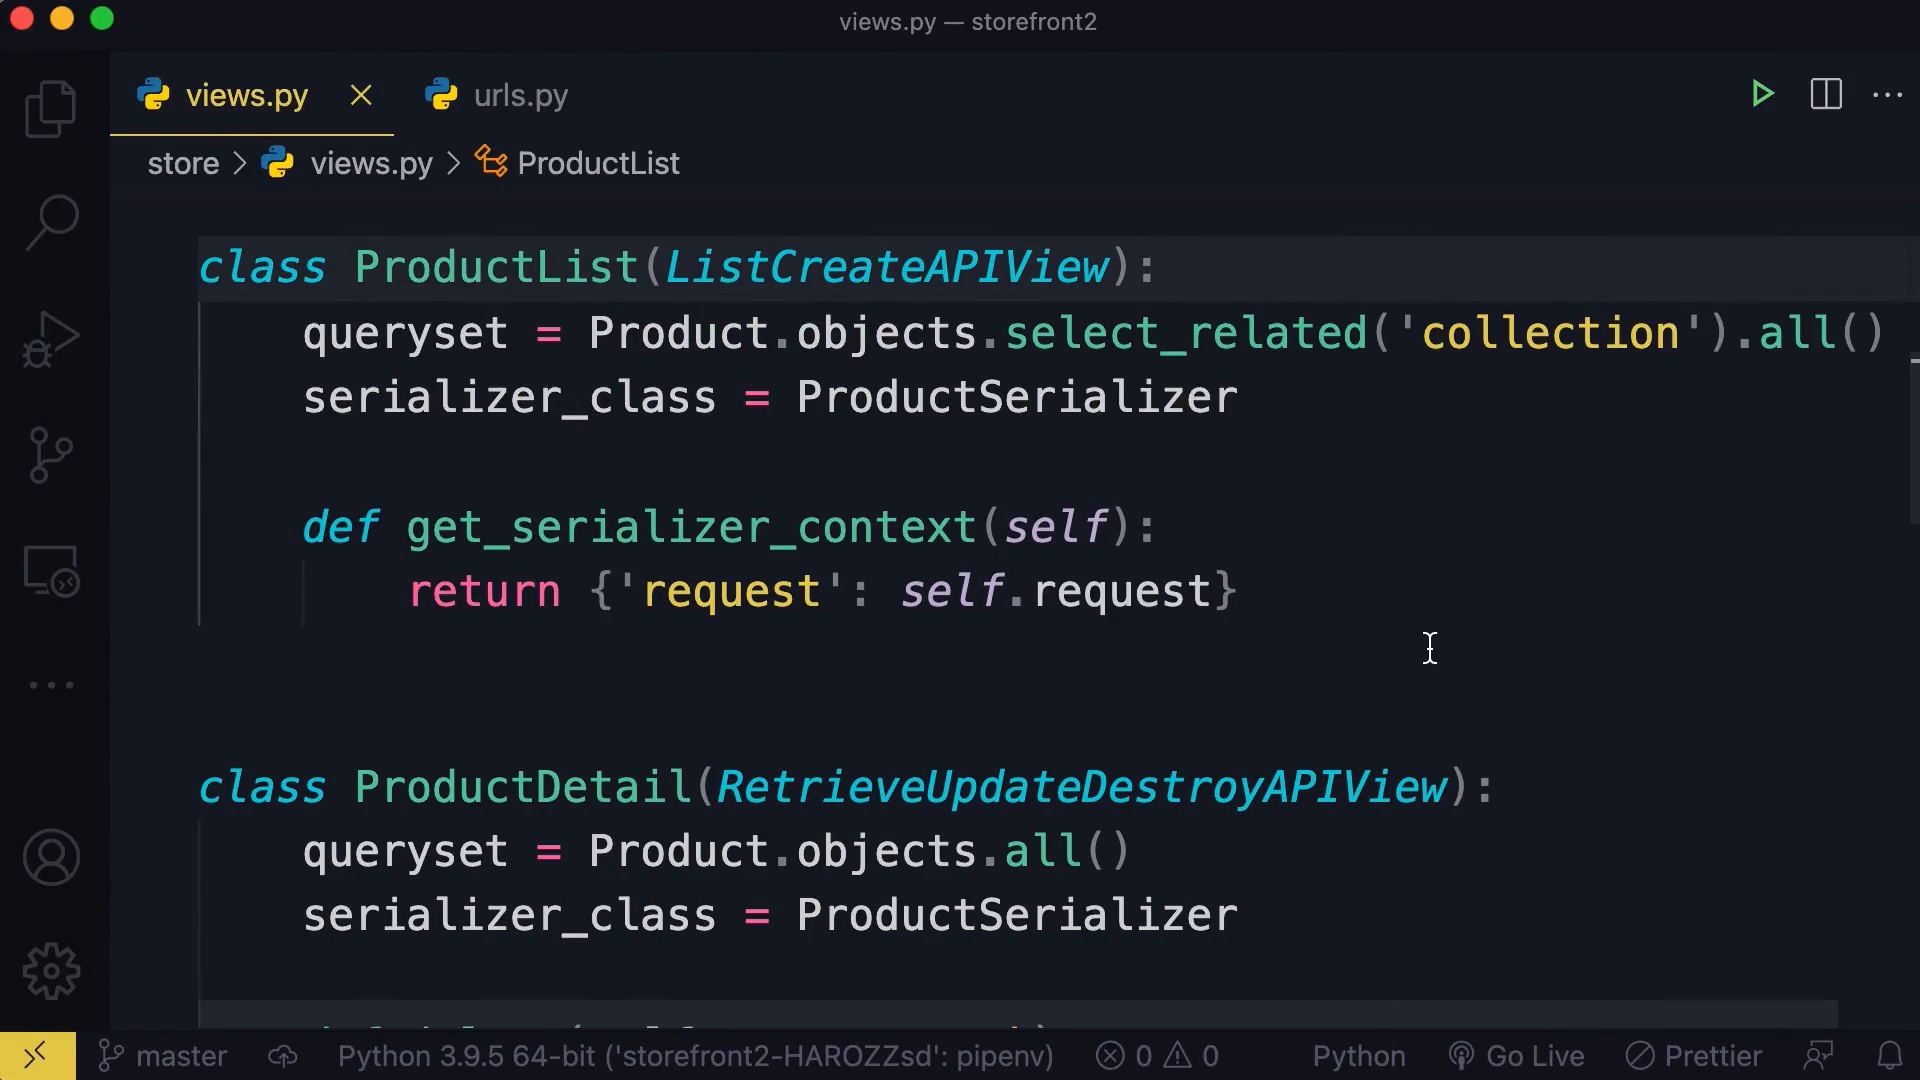 views.py — storefront2
views.py
urls.py
store > views.py > ProductList
class ProductList(ListCreateAPIView):
queryset = Product.objects.select_related('collection').all()
serializer_class = ProductSerializer
def get_serializer_context(self):
return {'request': self.request}
class ProductDetail(RetrieveUpdateDestroyAPIView):
queryset = Product.objects.all()
serializer_class = ProductSerializer
master Python 3.9.5 64-bit ('storefront2-HAROZZsd': pipenv) 0 0 Python Go Live Prettier